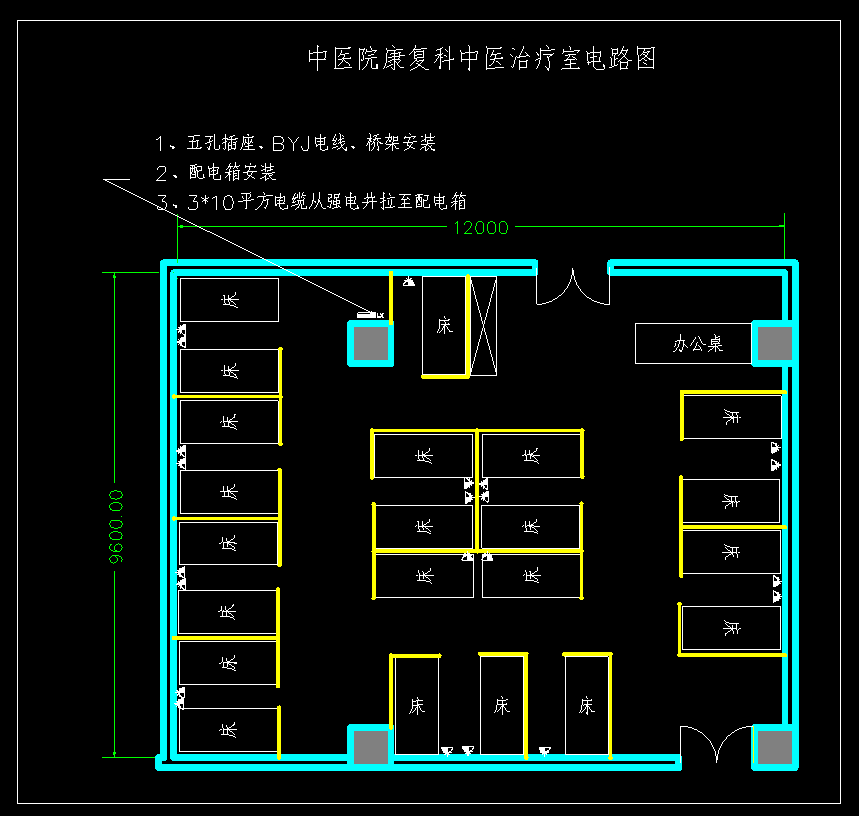 中医院康复科中医治疗室电路图
1、五孔插座、BYJ电线、桥架安装
2、配电箱安装
3、3*10平方电缆从强电井拉至配电箱
12000
床
床
办公桌
床
床
床
床
床
床
床
9600.00
床
床
床
床
床
床
床
床
床
床
床
床
床
床